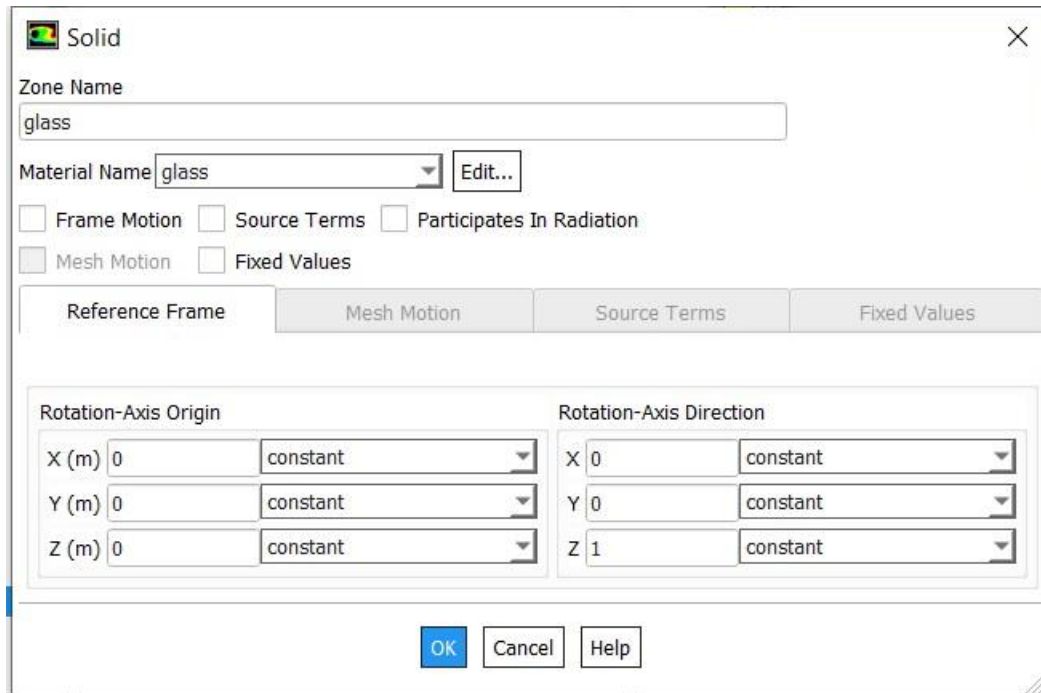 Solid
Zone Name
glass
Material Name glass Edit...
Frame Motion Source Terms Participates In Radiation
Mesh Motion Fixed Values
Reference Frame Mesh Motion Source Terms Fixed Values
Rotation-Axis Origin Rotation-Axis Direction
X (m) 0 constant X 0 constant
Y (m) 0 constant Y 0 constant
Z (m) 0 constant Z 1 constant
OK Cancel Help